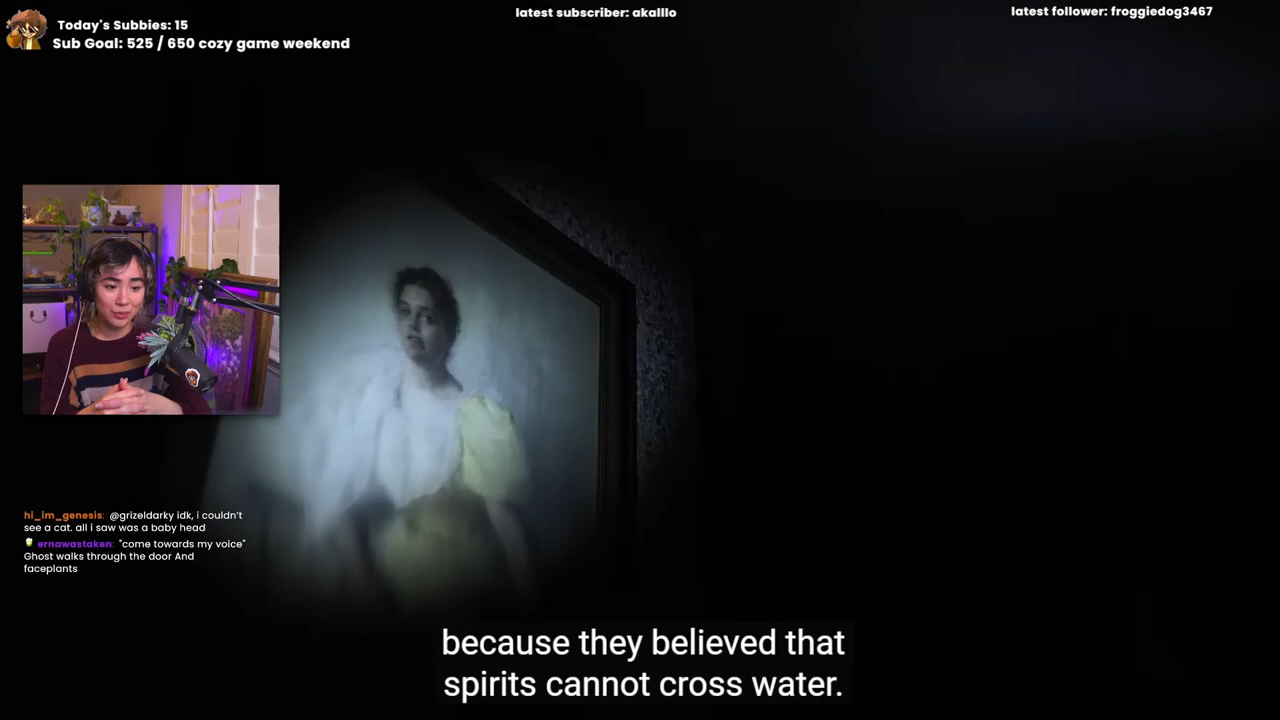 Today's Subbies: 15
Sub Goal: 525 / 650 cozy game weekend
latest subscriber: akalllo
latest follower: froggiedog3467
hi_im_genesis: @grizeldarky idk, i couldn't
see a cat. all i saw was a baby head
ernawastaken: "come towards my voice"
Ghost walks through the door And
faceplants
because they believed that
spirits cannot cross water.